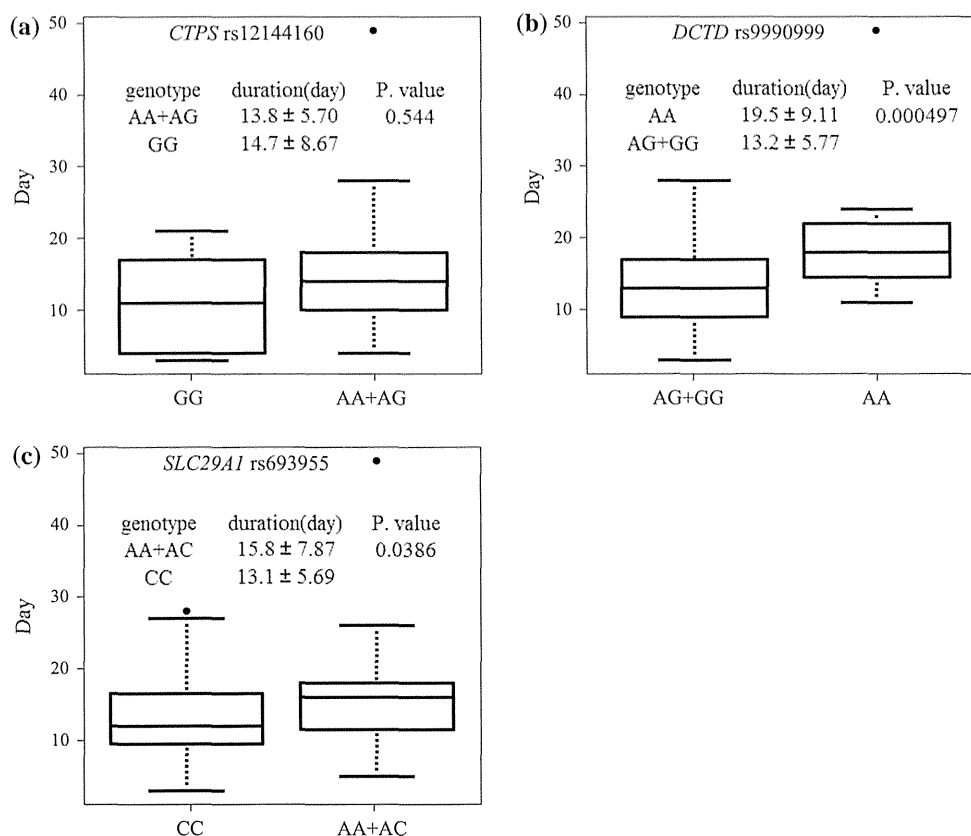 (a)
CTPS rs12144160
genotype duration(day) P. value
AA+AG 13.8 ± 5.70 0.544
GG 14.7 ± 8.67
50
40
30
20
10
Day
GG AA+AG
(b)
DCTD rs9990999
genotype duration(day) P. value
AA 19.5 ± 9.11 0.000497
AG+GG 13.2 ± 5.77
50
40
30
20
10
Day
AG+GG AA
(c)
SLC29A1 rs693955
genotype duration(day) P. value
AA+AC 15.8 ± 7.87 0.0386
CC 13.1 ± 5.69
50
40
30
20
10
Day
CC AA+AC